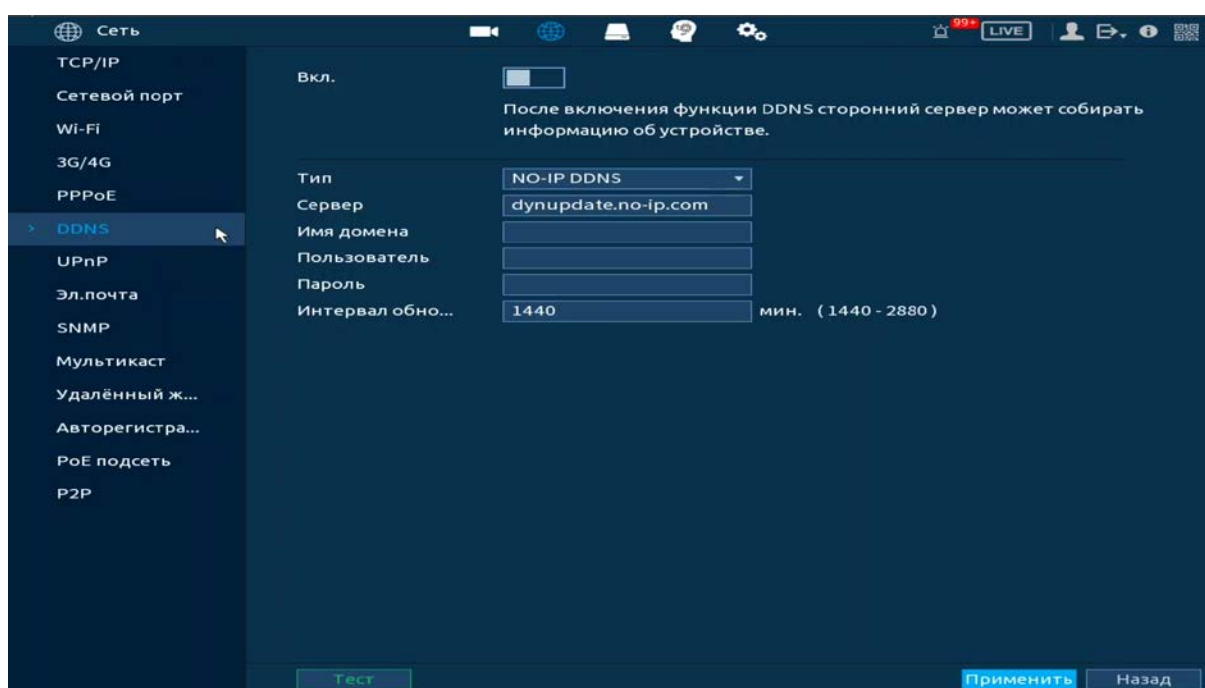 Сеть
99+
LIVE
TCP/IP
Сетевой порт
Wi-Fi
3G/4G
PPPoE
DDNS
UPnP
Эл.почта
SNMP
Мультикаст
Удалённый ж...
Авторегистра...
PoE подсеть
P2P
Вкл.
После включения функции DDNS сторонний сервер может собирать
информацию об устройстве.
Тип NO-IP DDNS
Сервер dynupdate.no-ip.com
Имя домена
Пользователь
Пароль
Интервал обно... 1440 мин. (1440 - 2880)
Тест
Применить
Назад